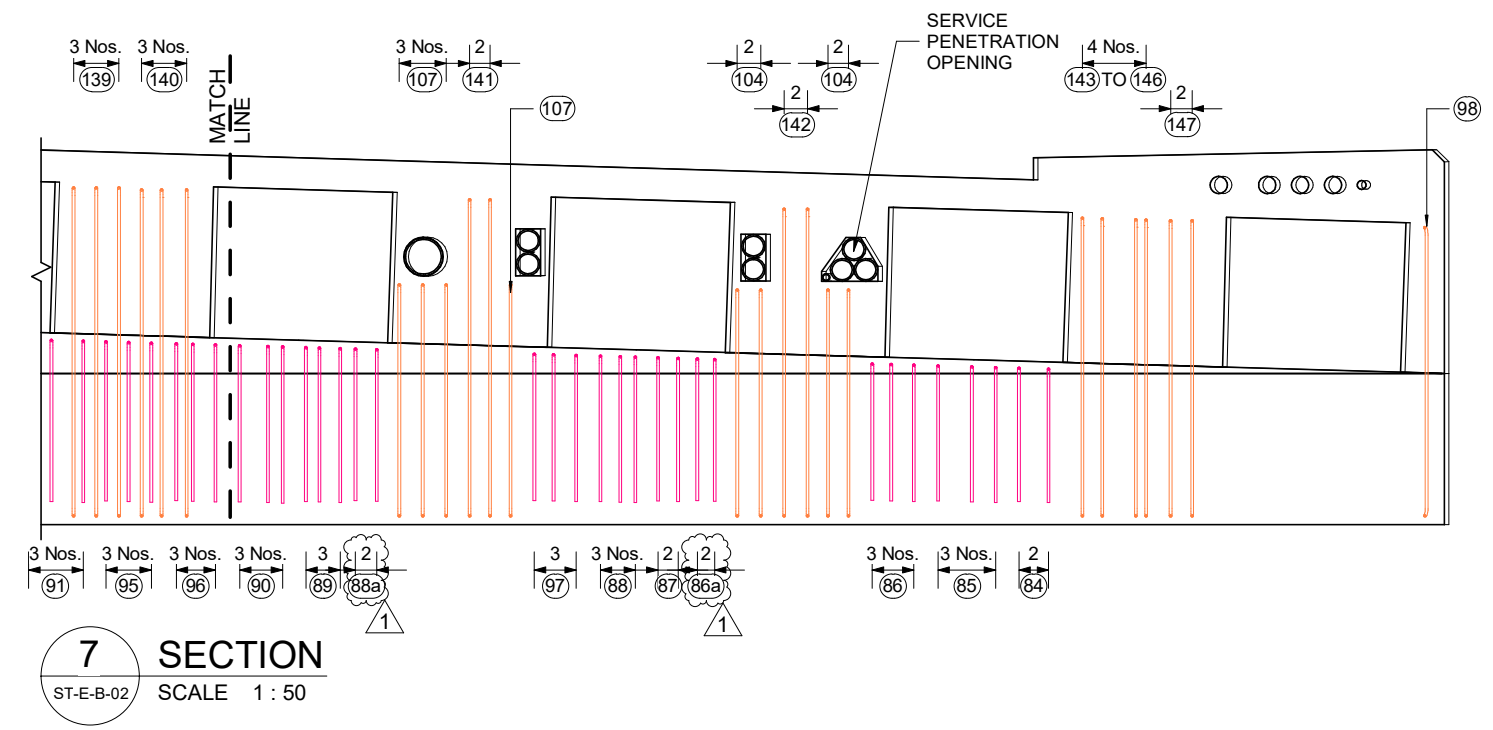 SERVICE
PENETRATION
OPENING
3 Nos.
139
3 Nos.
140
MATCH
LINE
3 Nos.
107
2
141
107
2
104
2
142
2
104
4 Nos.
143 TO 146
2
147
98
3 Nos.
91
3 Nos.
95
3 Nos.
96
3 Nos.
90
3
89
2
88a
1
3
97
3 Nos.
88
2
87
2
86a
1
3 Nos.
86
3 Nos.
85
2
84
7
ST-E-B-02
SECTION
SCALE 1 : 50